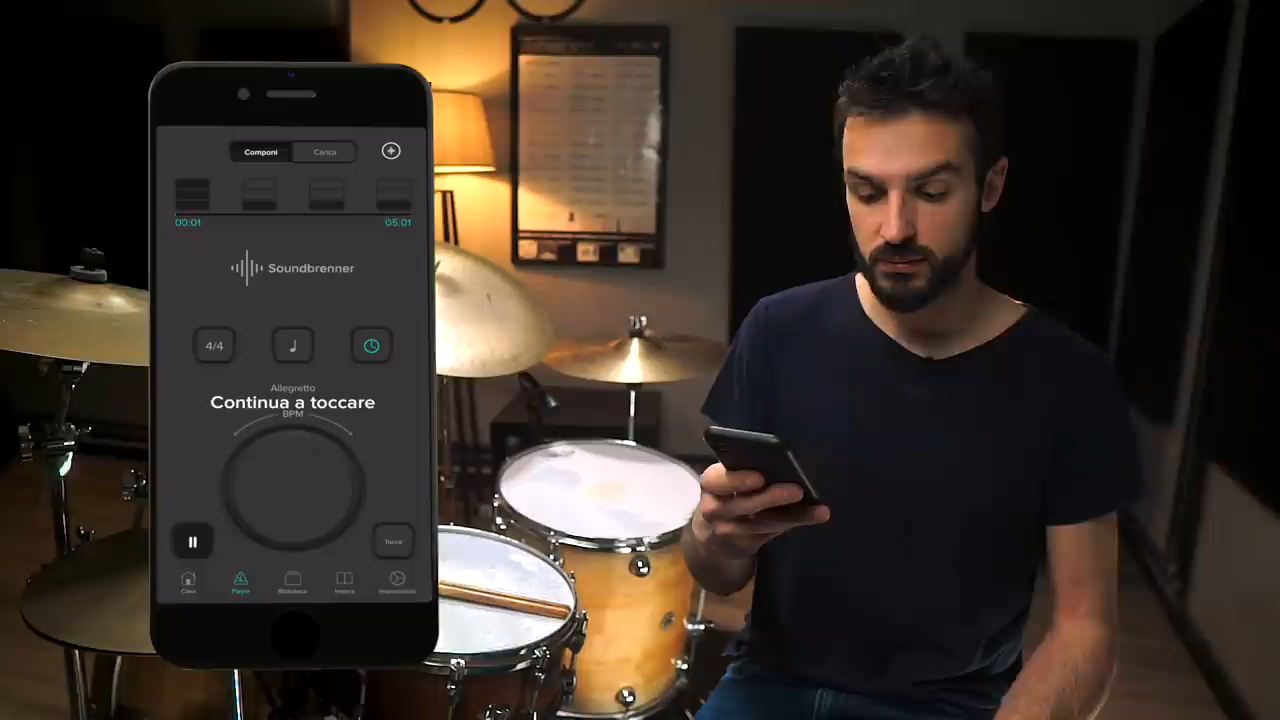 Componi Carica
00:01 05:01
Soundbrenner
4/4
Allegretto
Continua a toccare
BPM
Tocca
Casa Player Biblioteca Impara Impostazioni